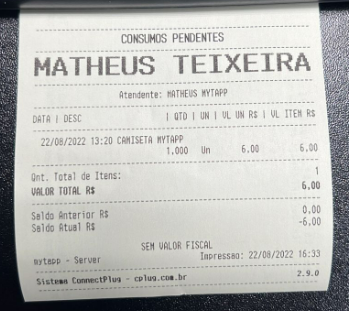 CONSUMOS PENDENTES
MATHEUS TEIXEIRA
Atendente: MATHEUS MYTAPP
DATA | DESC | QTD | UN | VL UN R$ | VL ITEM R$
22/08/2022 13:20 CAMISETA MYTAPP
1.000 Un 6.00 6.00
Qnt. Total de Itens: 1
VALOR TOTAL R$ 6,00
Saldo Anterior R$ 0,00
Saldo Atual R$ -6,00
SEM VALOR FISCAL
mytapp - Server Impressao: 22/08/2022 16:33
Sistema ConnectPlug - cplug.com.br 2.9.0